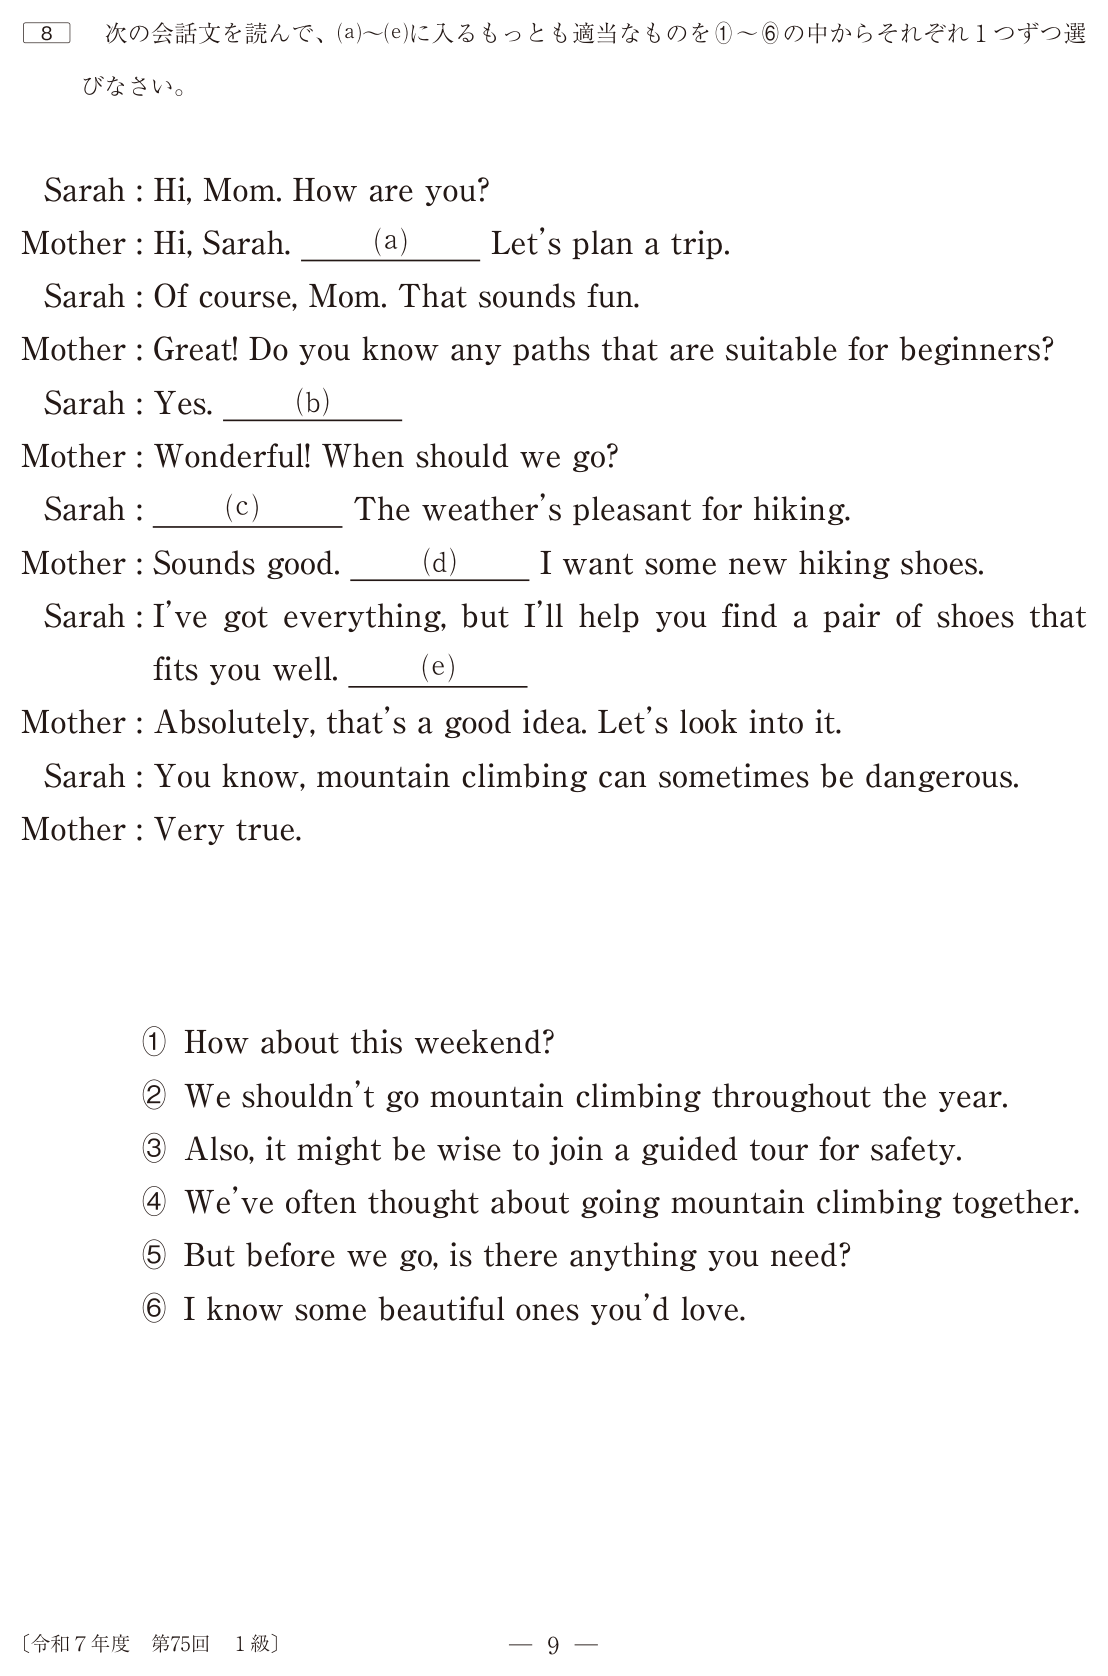 8 次の会話文を読んで、(a)～(e)に入るもっとも適当なものを①～⑥の中からそれぞれ１つずつ選
びなさい。
Sarah : Hi, Mom. How are you?
Mother : Hi, Sarah. (a) Let's plan a trip.
Sarah : Of course, Mom. That sounds fun.
Mother : Great! Do you know any paths that are suitable for beginners?
Sarah : Yes. (b)
Mother : Wonderful! When should we go?
Sarah : (c) The weather's pleasant for hiking.
Mother : Sounds good. (d) I want some new hiking shoes.
Sarah : I've got everything, but I'll help you find a pair of shoes that
fits you well. (e)
Mother : Absolutely, that's a good idea. Let's look into it.
Sarah : You know, mountain climbing can sometimes be dangerous.
Mother : Very true.
① How about this weekend?
② We shouldn't go mountain climbing throughout the year.
③ Also, it might be wise to join a guided tour for safety.
④ We've often thought about going mountain climbing together.
⑤ But before we go, is there anything you need?
⑥ I know some beautiful ones you'd love.
〔令和７年度 第75回 １級〕 ― 9 ―